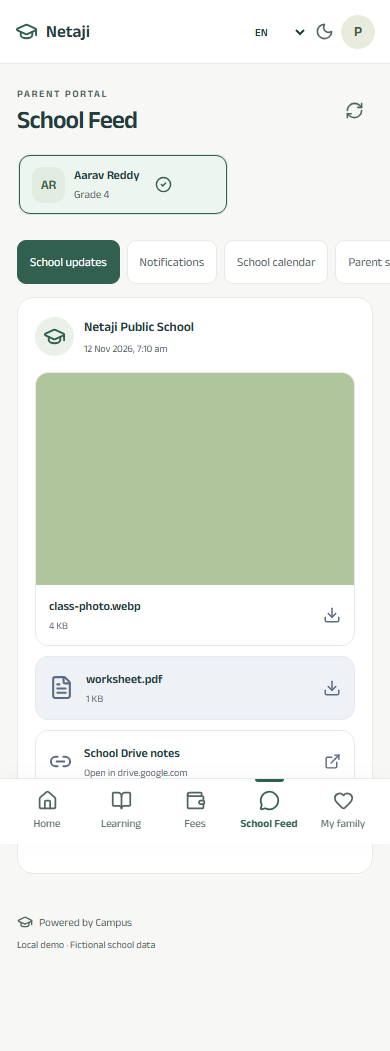 Netaji
EN
P
PARENT PORTAL
School Feed
AR
Aarav Reddy
Grade 4
School updates
Notifications
School calendar
Parent s
Netaji Public School
12 Nov 2026, 7:10 am
class-photo.webp
4 KB
worksheet.pdf
1 KB
School Drive notes
Open in drive.google.com
Home
Learning
Fees
School Feed
My family
Powered by Campus
Local demo · Fictional school data